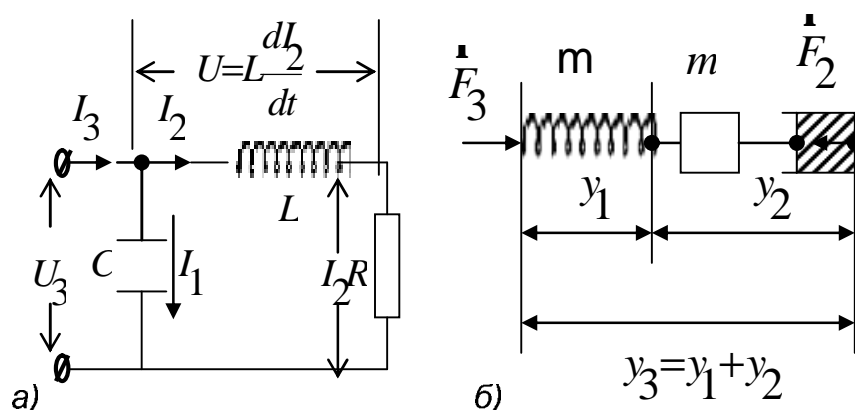 U=L dI2/dt
I3 I2
L
U3 C I1 I2R
а)
F3 m m F2
y1 y2
y3=y1+y2
б)